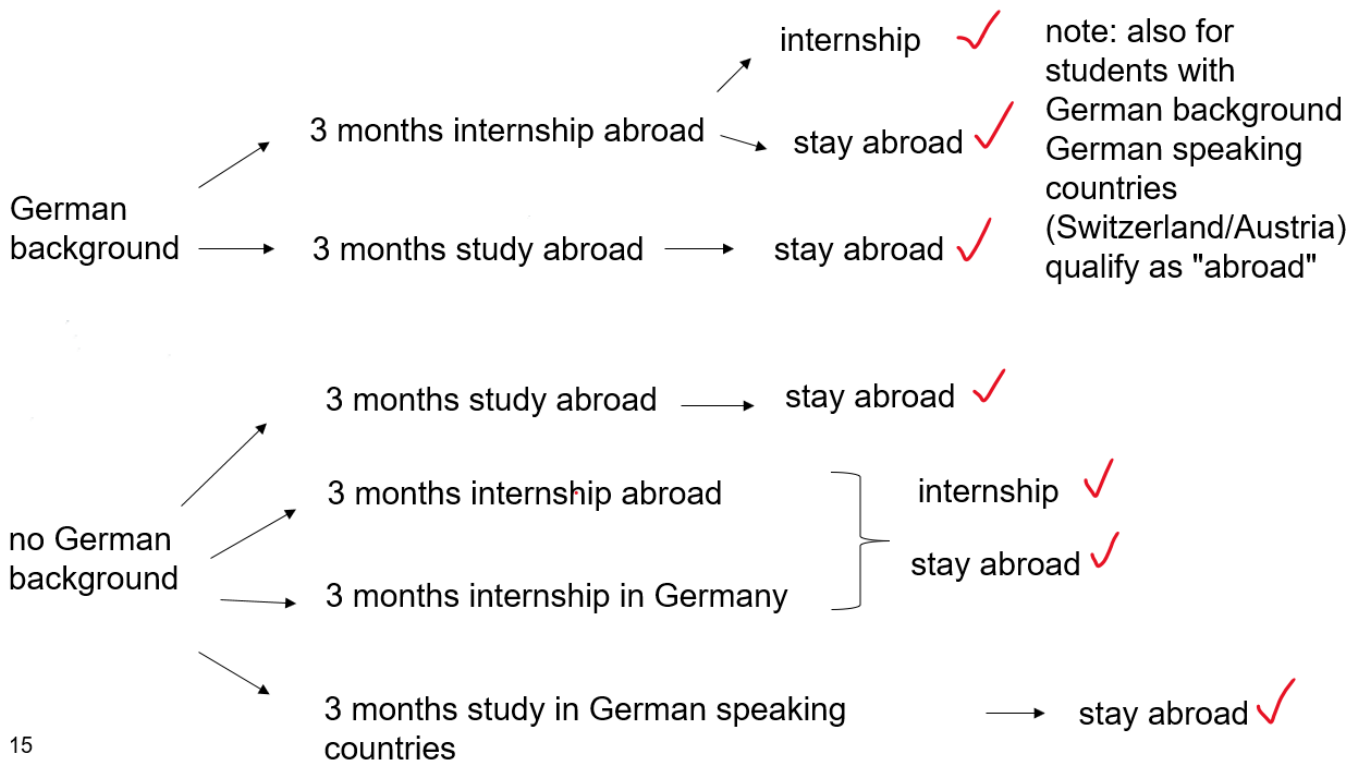 German
background
3 months internship abroad
internship
stay abroad
3 months study abroad
stay abroad
note: also for
students with
German background
German speaking
countries
(Switzerland/Austria)
qualify as "abroad"
no German
background
3 months study abroad
stay abroad
3 months internship abroad
3 months internship in Germany
internship
stay abroad
3 months study in German speaking
countries
stay abroad
15